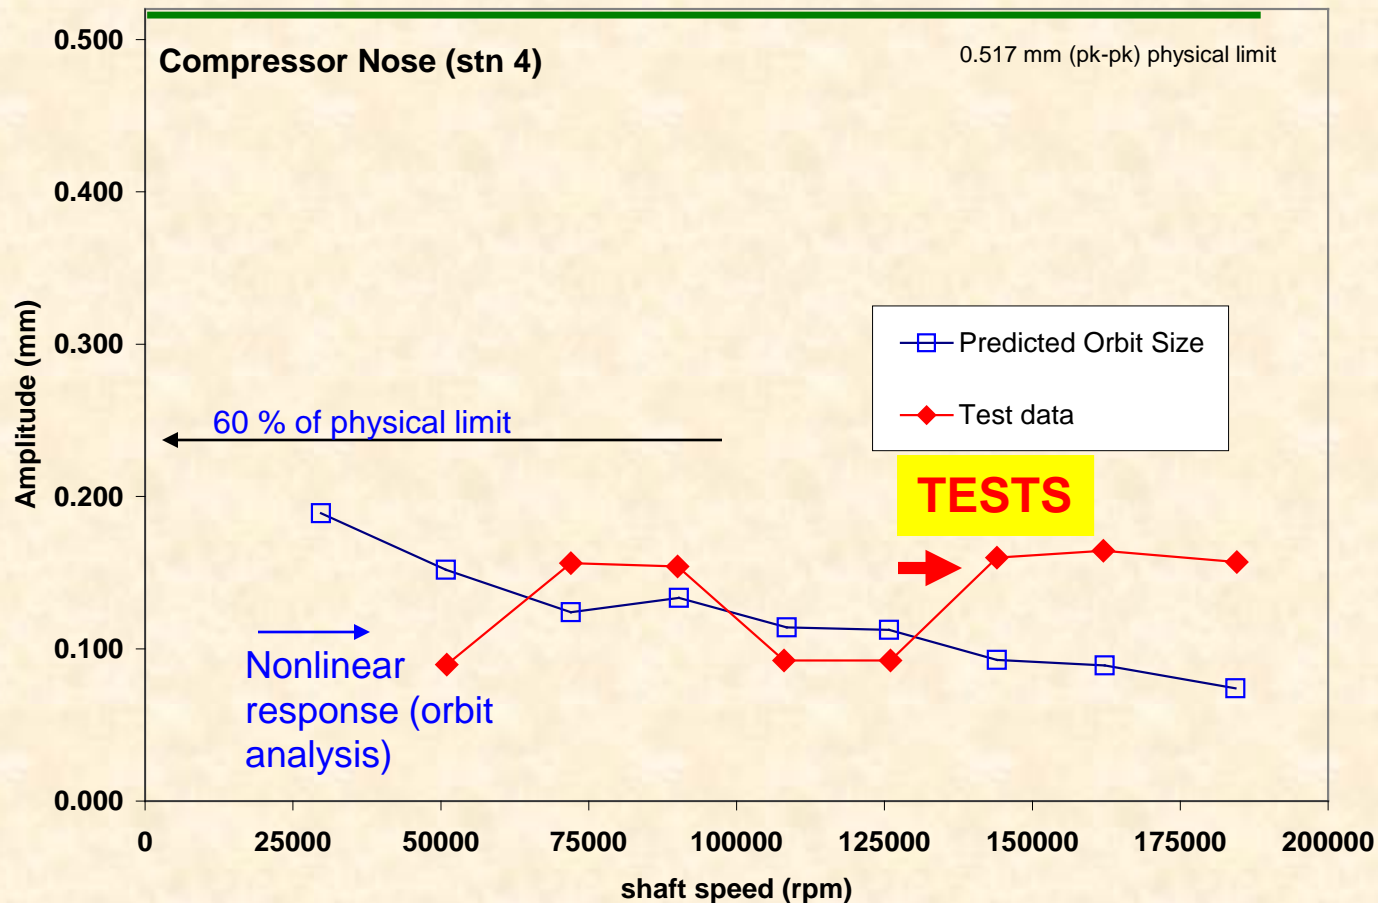 Compressor Nose (stn 4)
0.517 mm (pk-pk) physical limit
Amplitude (mm)
0.500
0.400
0.300
0.200
0.100
0.000
Predicted Orbit Size
Test data
60 % of physical limit
TESTS
Nonlinear
response (orbit
analysis)
0 25000 50000 75000 100000 125000 150000 175000 200000
shaft speed (rpm)